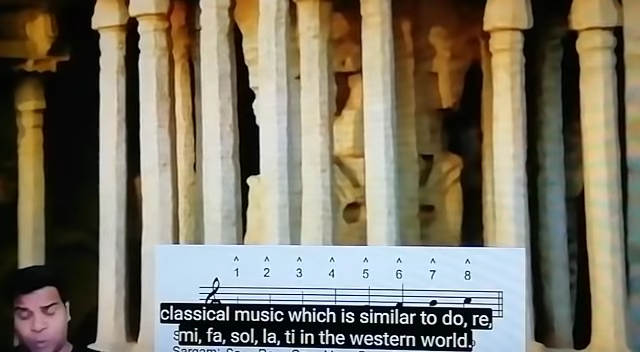 ^ ^ ^ ^ ^ ^ ^ ^
1 2 3 4 5 6 7 8
classical music which is similar to do, re,
mi, fa, sol, la, ti in the western world.
Sargam: